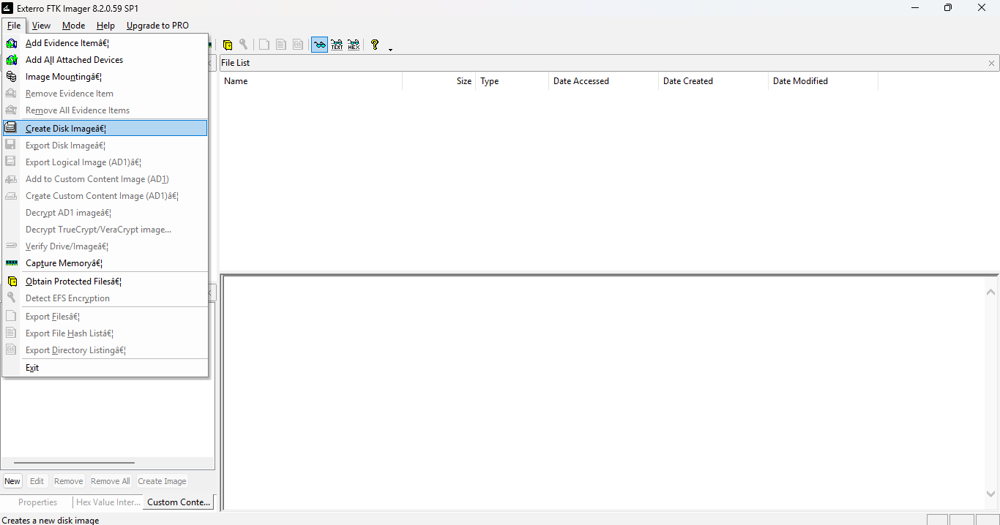 Exterro FTK Imager 8.2.0.59 SP1
File View Mode Help Upgrade to PRO
Add Evidence Itemâ€¦
Add All Attached Devices
Image Mountingâ€¦
Remove Evidence Item
Remove All Evidence Items
Create Disk Imageâ€¦
Export Disk Imageâ€¦
Export Logical Image (AD1)â€¦
Add to Custom Content Image (AD1)
Create Custom Content Image (AD1)â€¦
Decrypt AD1 imageâ€¦
Decrypt TrueCrypt/VeraCrypt image...
Verify Drive/Imageâ€¦
Capture Memoryâ€¦
Obtain Protected Filesâ€¦
Detect EFS Encryption
Export Filesâ€¦
Export File Hash Listâ€¦
DIR Export Directory Listingâ€¦
Exit
DIR TEXT HEX ?
File List
Name Size Type Date Accessed Date Created Date Modified
New Edit Remove Remove All Create Image
Properties Hex Value Inter... Custom Conte...
Creates a new disk image